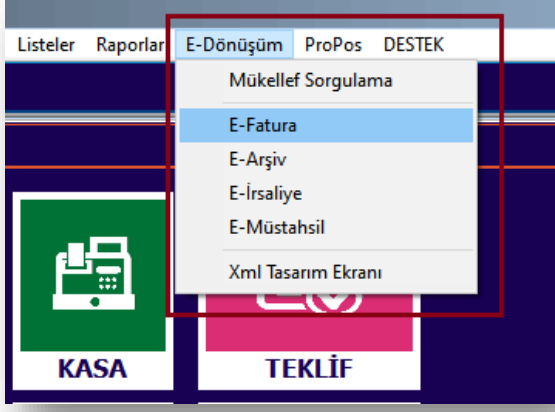 Listeler Raporlar E-Dönüşüm ProPos DESTEK
Mükellef Sorgulama
E-Fatura
E-Arşiv
E-İrsaliye
E-Müstahsil
Xml Tasarım Ekranı
KASA TEKLİF